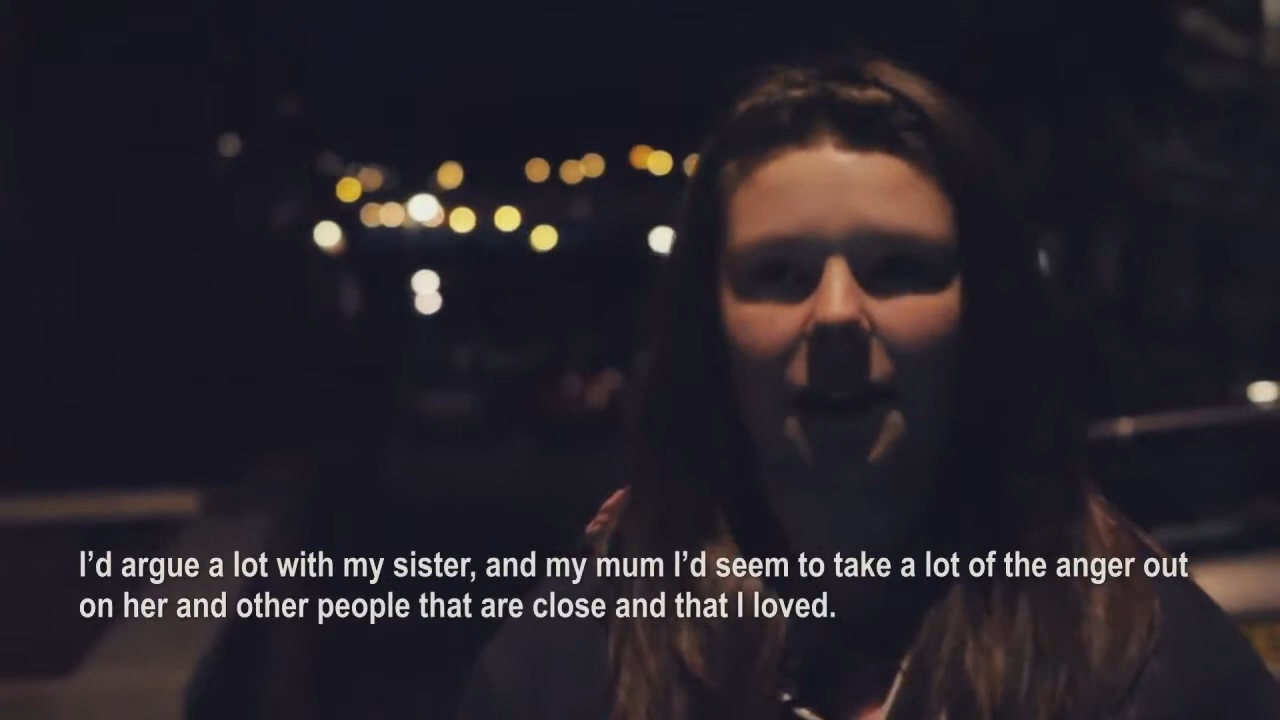 I’d argue a lot with my sister, and my mum I’d seem to take a lot of the anger out
on her and other people that are close and that I loved.